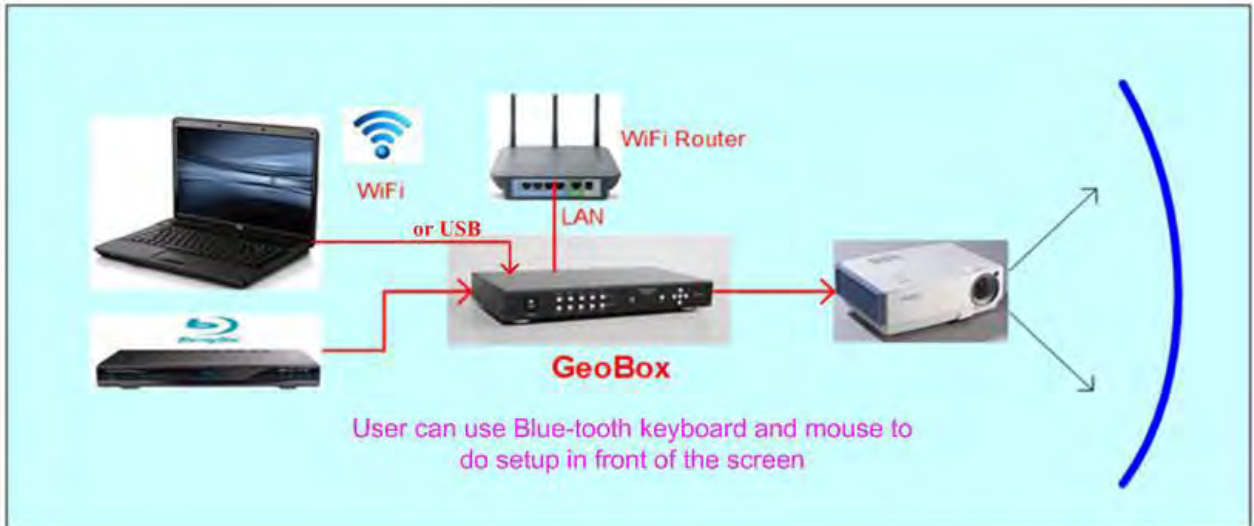 WiFi Router
WiFi
LAN
or USB
GeoBox
User can use Blue-tooth keyboard and mouse to
do setup in front of the screen